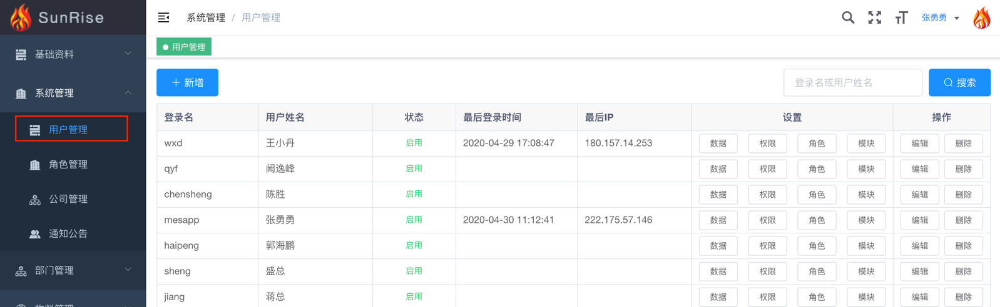 SunRise
系统管理 / 用户管理
张勇勇
基础资料
系统管理
用户管理
角色管理
公司管理
通知公告
部门管理
物料管理
用户管理
新增
登录名或用户姓名
搜索
登录名 用户姓名 状态 最后登录时间 最后IP 设置 操作
wxd 王小丹 启用 2020-04-29 17:08:47 180.157.14.253 数据 权限 角色 模块 编辑 删除
qyf 阙逸峰 启用 数据 权限 角色 模块 编辑 删除
chensheng 陈胜 启用 数据 权限 角色 模块 编辑 删除
mesapp 张勇勇 启用 2020-04-30 11:12:41 222.175.57.146 数据 权限 角色 模块 编辑 删除
haipeng 郭海鹏 启用 数据 权限 角色 模块 编辑 删除
sheng 盛总 启用 数据 权限 角色 模块 编辑 删除
jiang 蒋总 启用 数据 权限 角色 模块 编辑 删除